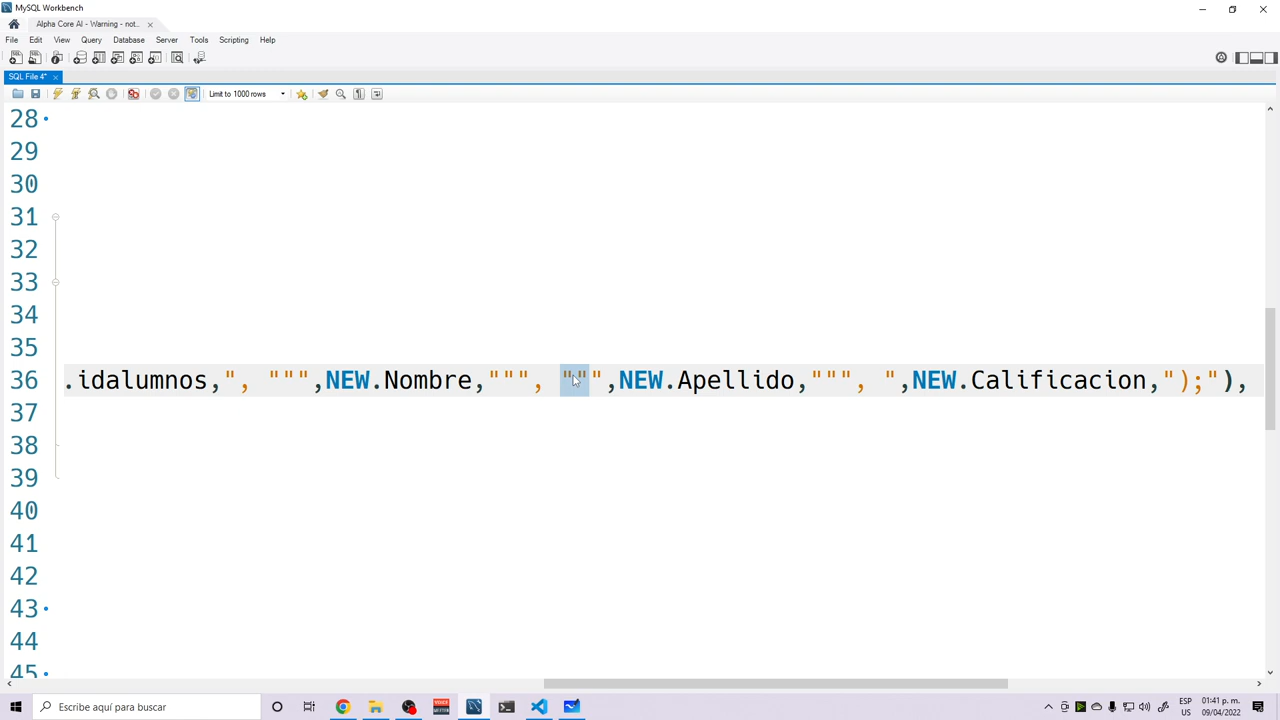 MySQL Workbench
Alpha Core AI - Warning - not...
File Edit View Query Database Server Tools Scripting Help
SQL File 4*
Limit to 1000 rows
28
29
30
31
32
33
34
35
36 .idalumnos,", """,NEW.Nombre,""", """,NEW.Apellido,""", ",NEW.Calificacion,");"),
37
38
39
40
41
42
43
44
45
Escribe aquí para buscar
ESP 01:41 p. m.
US 09/04/2022